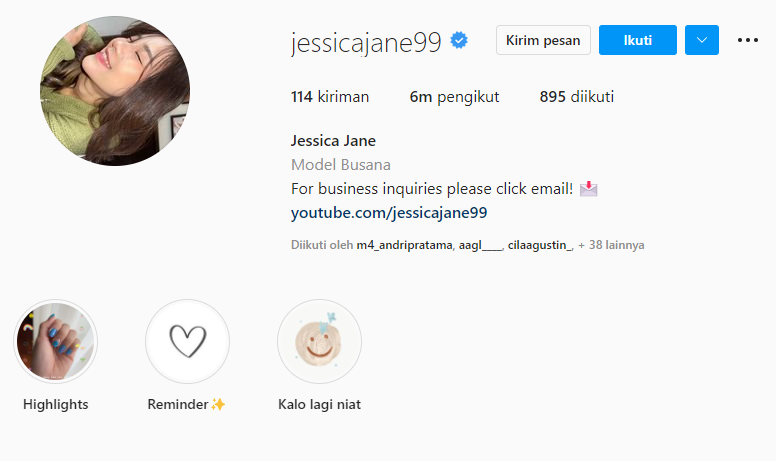 jessicajane99 Kirim pesan Ikuti
114 kiriman 6m pengikut 895 diikuti
Jessica Jane
Model Busana
For business inquiries please click email! 📩
youtube.com/jessicajane99
Diikuti oleh m4_andripratama, aagl____, cilaagustin_, + 38 lainnya
Highlights Reminder✨ Kalo lagi niat